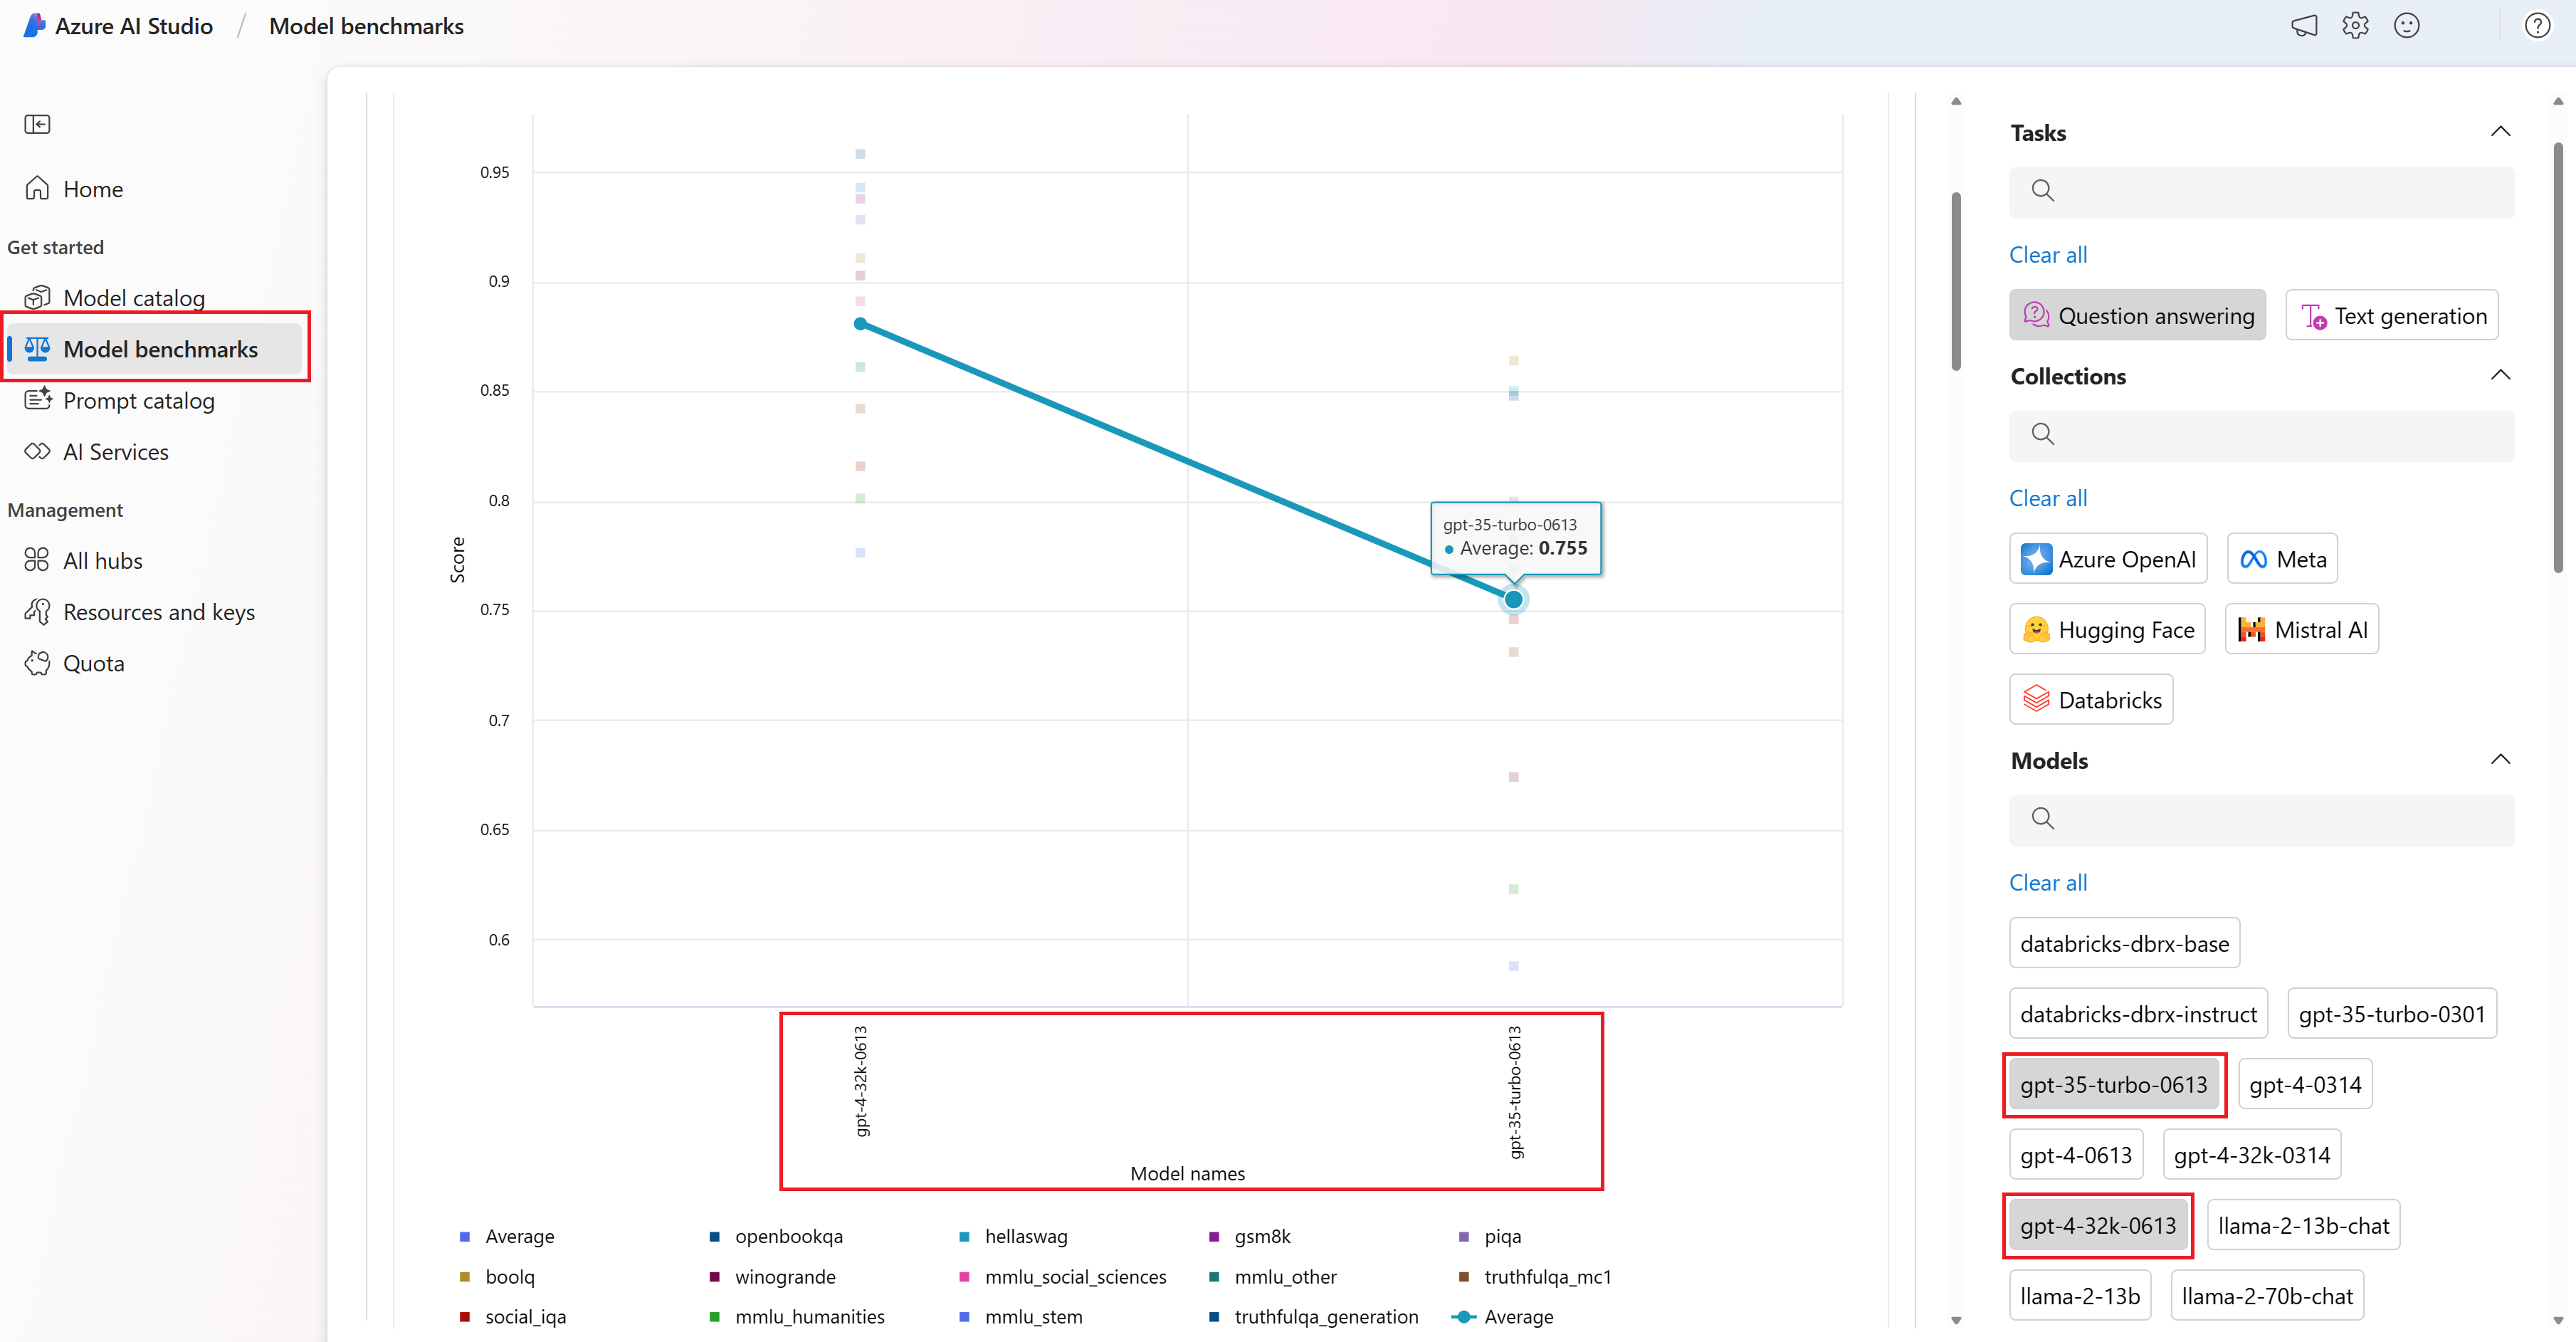 Azure AI Studio / Model benchmarks
Home
Get started
Model catalog
Model benchmarks
Prompt catalog
AI Services
Management
All hubs
Resources and keys
Quota
0.95
0.9
0.85
0.8
0.75
0.7
0.65
0.6
Score
gpt-35-turbo-0613
Average: 0.755
gpt-4-32k-0613
gpt-35-turbo-0613
Model names
Average openbookqa hellaswag gsm8k piqa
boolq winogrande mmlu_social_sciences mmlu_other truthfulqa_mc1
social_iqa mmlu_humanities mmlu_stem truthfulqa_generation Average
Tasks
Clear all
Question answering Text generation
Collections
Clear all
Azure OpenAI Meta
Hugging Face Mistral AI
Databricks
Models
Clear all
databricks-dbrx-base
databricks-dbrx-instruct gpt-35-turbo-0301
gpt-35-turbo-0613 gpt-4-0314
gpt-4-0613 gpt-4-32k-0314
gpt-4-32k-0613 llama-2-13b-chat
llama-2-13b llama-2-70b-chat